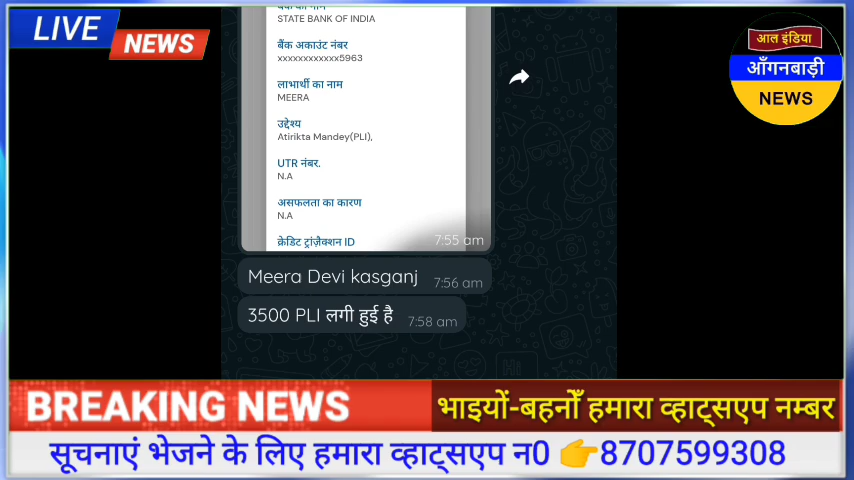 LIVE
NEWS
आल इंडिया
आँगनबाड़ी
NEWS
STATE BANK OF INDIA
बैंक अकाउंट नंबर
xxxxxxxxxxxx5963
लाभार्थी का नाम
MEERA
उद्देश्य
Atirikta Mandey(PLI),
UTR नंबर.
N.A
असफलता का कारण
N.A
क्रेडिट ट्रांज़ैक्शन ID
7:55 am
Meera Devi kasganj 7:56 am
3500 PLI लगी हुई है 7:58 am
BREAKING NEWS
भाइयों-बहनोँ हमारा व्हाट्सएप नम्बर
सूचनाएं भेजने के लिए हमारा व्हाट्सएप न0 👉8707599308